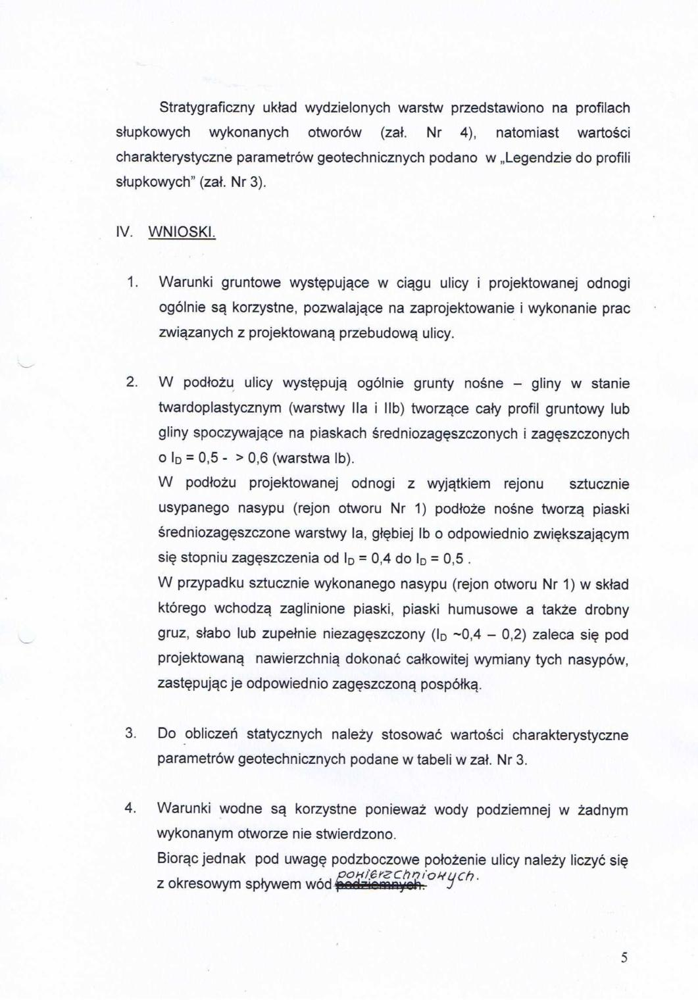 Stratygraficzny układ wydzielonych warstw przedstawiono na profilach
słupkowych wykonanych otworów (zał. Nr 4), natomiast wartości
charakterystyczne parametrów geotechnicznych podano w „Legendzie do profili
słupkowych” (zał. Nr 3).
IV. WNIOSKI.
1. Warunki gruntowe występujące w ciągu ulicy i projektowanej odnogi
ogólnie są korzystne, pozwalające na zaprojektowanie i wykonanie prac
związanych z projektowaną przebudową ulicy.
2. W podłożu ulicy występują ogólnie grunty nośne – gliny w stanie
twardoplastycznym (warstwy IIa i IIb) tworzące cały profil gruntowy lub
gliny spoczywające na piaskach średniozagęszczonych i zagęszczonych
o ID = 0,5 - > 0,6 (warstwa Ib).
W podłożu projektowanej odnogi z wyjątkiem rejonu sztucznie
usypanego nasypu (rejon otworu Nr 1) podłoże nośne tworzą piaski
średniozagęszczone warstwy Ia, głębiej Ib o odpowiednio zwiększającym
się stopniu zagęszczenia od ID = 0,4 do ID = 0,5 .
W przypadku sztucznie wykonanego nasypu (rejon otworu Nr 1) w skład
którego wchodzą zaglinione piaski, piaski humusowe a także drobny
gruz, słabo lub zupełnie niezagęszczony (ID ~0,4 – 0,2) zaleca się pod
projektowaną nawierzchnią dokonać całkowitej wymiany tych nasypów,
zastępując je odpowiednio zagęszczoną pospółką.
3. Do obliczeń statycznych należy stosować wartości charakterystyczne
parametrów geotechnicznych podane w tabeli w zał. Nr 3.
4. Warunki wodne są korzystne ponieważ wody podziemnej w żadnym
wykonanym otworze nie stwierdzono.
Biorąc jednak pod uwagę podzboczowe położenie ulicy należy liczyć się
powierzchniowych.
z okresowym spływem wód podziemnych.
5